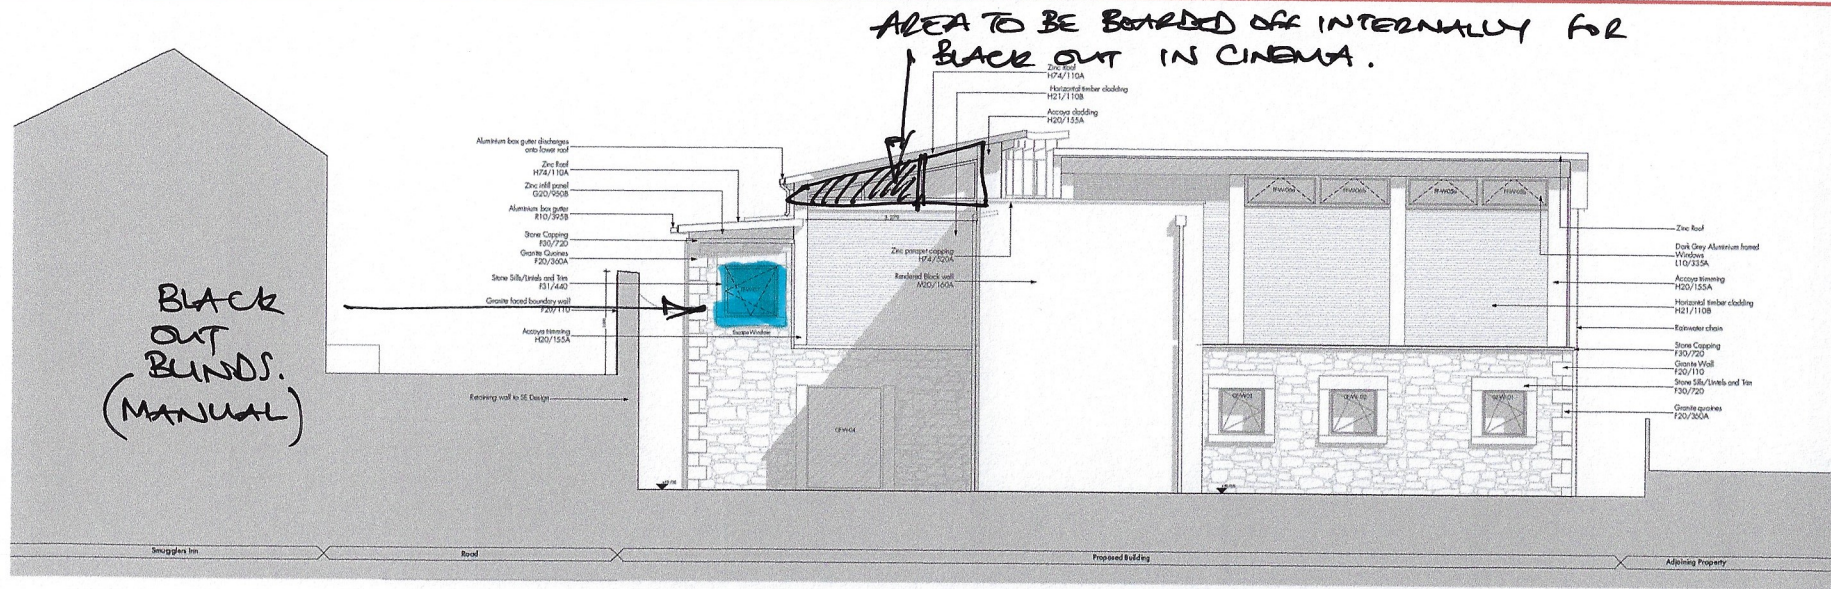 AREA TO BE BOARDED OFF INTERNALLY FOR
BLACK OUT IN CINEMA.
Zinc Roof
H74/110A
Horizontal timber cladding
H21/110B
Accoya cladding
H20/155A
Aluminium box gutter discharges
onto lower roof
Zinc Roof
H74/110A
Zinc infill panel
G20/950B
Aluminium box gutter
R10/395B
Stone Capping
F30/720
Granite Quoines
F20/360A
Stone Sills/Lintels and Trim
F31/440
Granite faced boundary wall
F20/110
Accoya trimming
H20/155A
Retaining wall to SE Design
BLACK
OUT
BLINDS.
(MANUAL)
Escape Window
Zinc parapet capping
H74/520A
Rendered Block wall
M20/160A
GF-W-04
Zinc Roof
Dark Grey Aluminium framed
Windows
L10/335A
Accoya trimming
H20/155A
Horizontal timber cladding
H21/110B
Rainwater chain
Stone Capping
F30/720
Granite Wall
F20/110
Stone Sills/Lintels and Trim
F30/720
Granite quoines
F20/360A
Smugglers Inn
Road
Proposed Building
Adjoining Property